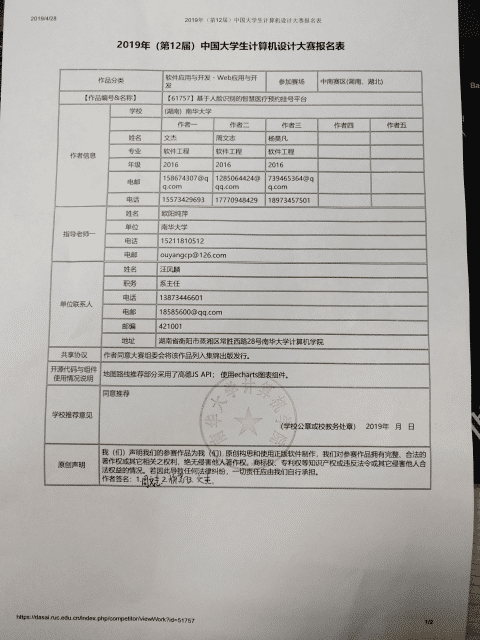 2019/4/28 2019年（第12届）中国大学生计算机设计大赛报名表
2019年（第12届）中国大学生计算机设计大赛报名表
作品分类 软件应用与开发 - Web应用与开发 参加赛场 中南赛区(湖南、湖北)
【作品编号&名称】 【61757】基于人脸识别的智慧医疗预约挂号平台
作者信息 学校 (湖南) 南华大学
作者一 作者二 作者三 作者四 作者五
姓名 文杰 周文志 杨昊凡
专业 软件工程 软件工程 软件工程
年级 2016 2016 2016
电邮 158674307@qq.com 1285064424@qq.com 739465364@qq.com
电话 15573429693 17770948429 18973457501
指导老师一 姓名 欧阳纯萍
单位 南华大学
电话 15211810512
电邮 ouyangcp@126.com
单位联系人 姓名 汪凤麟
职务 系主任
电话 13873446601
电邮 18585600@qq.com
邮编 421001
地址 湖南省衡阳市蒸湘区常胜西路28号南华大学计算机学院
共享协议 作者同意大赛组委会将该作品列入集锦出版发行。
开源代码与组件使用情况说明 地图路线推荐部分采用了高德JS API； 使用echarts图表组件。
学校推荐意见 同意推荐
南华大学计算机学院
(学校公章或校教务处章) 2019年 月 日
原创声明 我（们）声明我们的参赛作品为我（们）原创构思和使用正版软件制作，我们对参赛作品拥有完整、合法的
著作权或其它相关之权利，绝无侵害他人著作权、商标权、专利权等知识产权或违反法令或其它侵害他人合
法权益的情况。若因此导致任何法律纠纷，一切责任应由我们自行承担。
作者签名：1. 2. 3. 文杰
https://dasai.ruc.edu.cn/index.php/competitor/viewWork?id=51757 1/2